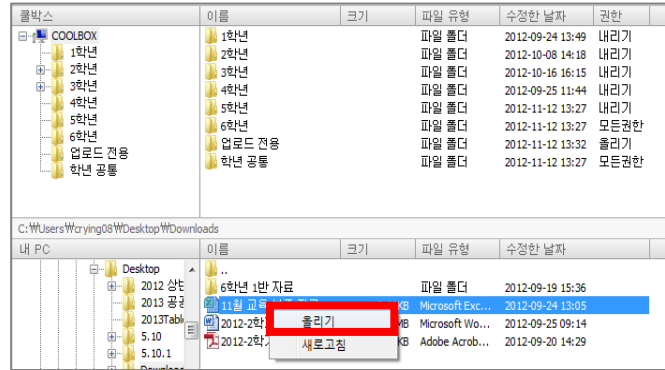 쿨박스 이름 크기 파일 유형 수정한 날짜 권한
COOLBOX
1학년
2학년
3학년
4학년
5학년
6학년
업로드 전용
학년 공통
1학년 파일 폴더 2012-09-24 13:49 내리기
2학년 파일 폴더 2012-10-08 14:18 내리기
3학년 파일 폴더 2012-10-16 16:15 내리기
4학년 파일 폴더 2012-09-25 11:44 내리기
5학년 파일 폴더 2012-11-12 13:27 내리기
6학년 파일 폴더 2012-11-12 13:27 모든권한
업로드 전용 파일 폴더 2012-11-12 13:32 올리기
학년 공통 파일 폴더 2012-11-12 13:27 모든권한
C:₩Users₩crying08₩Desktop₩Downloads
내 PC 이름 크기 파일 유형 수정한 날짜
Desktop
2012 상반
2013 공공
2013Table
5.10
5.10.1
..
6학년 1반 자료 파일 폴더 2012-09-19 15:36
11월 교육 KB Microsoft Exc... 2012-09-24 13:05
2012-2학 MB Microsoft Wo... 2012-09-25 09:14
2012-2학 KB Adobe Acrob... 2012-09-20 14:29
올리기
새로고침